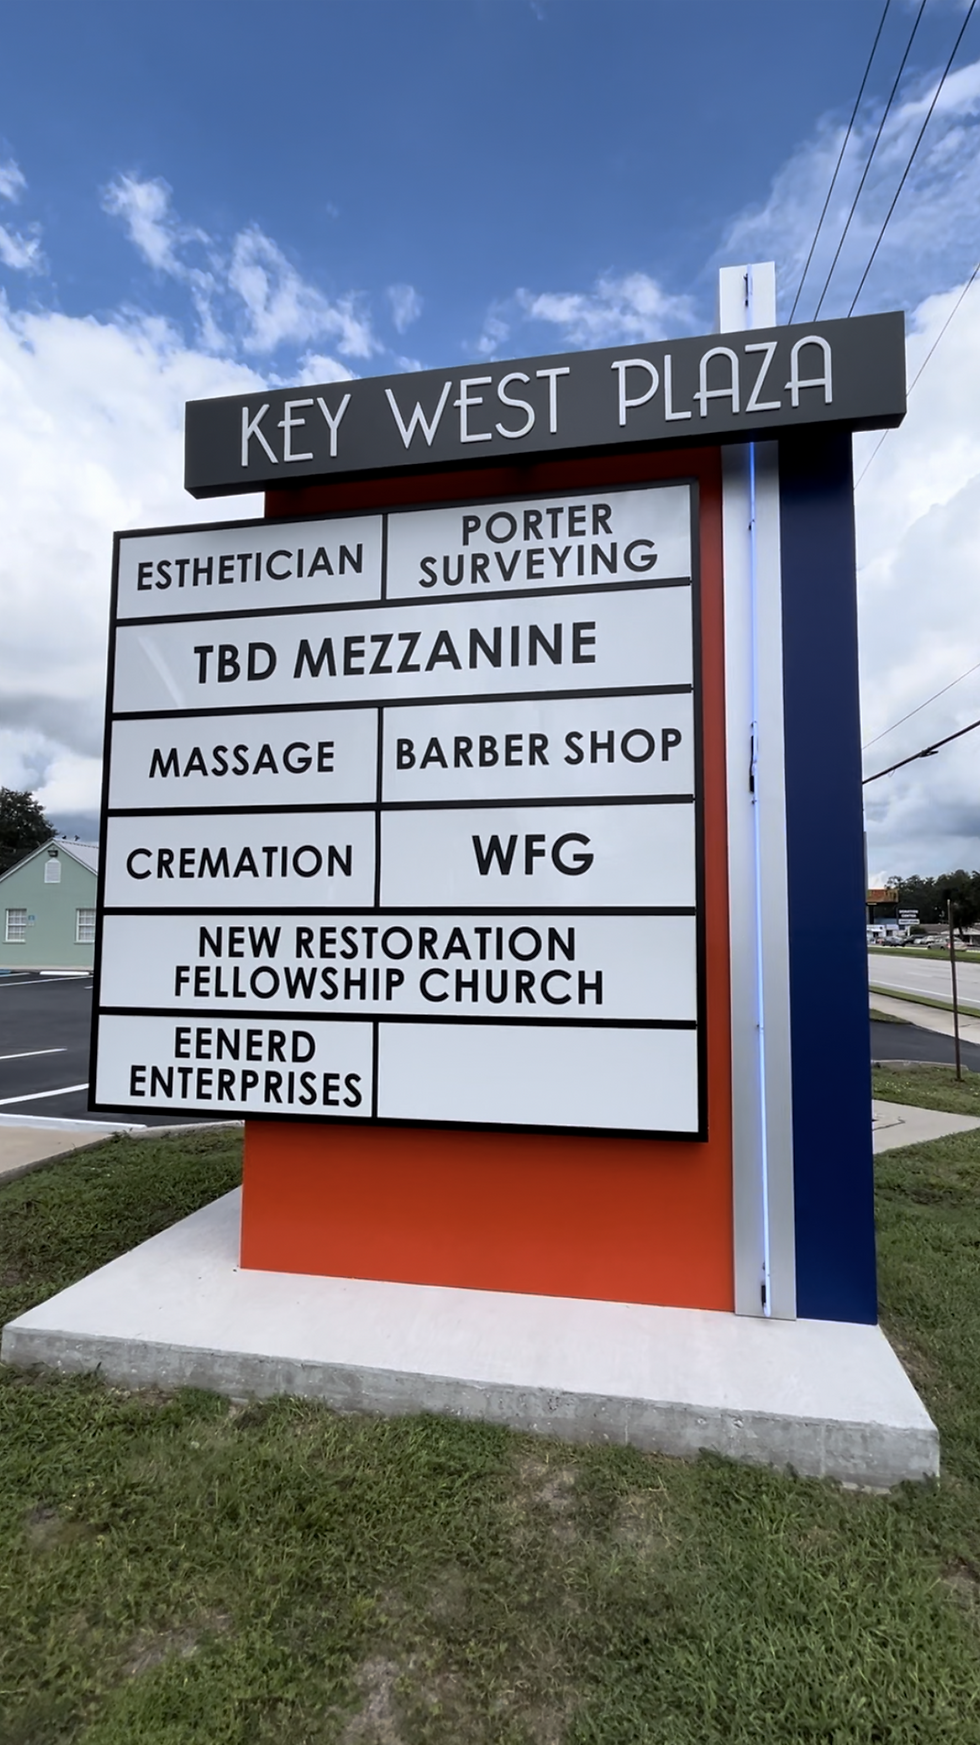 KEY WEST PLAZA
ESTHETICIAN
PORTER
SURVEYING
TBD MEZZANINE
MASSAGE
BARBER SHOP
CREMATION
WFG
NEW RESTORATION
FELLOWSHIP CHURCH
EENERD
ENTERPRISES